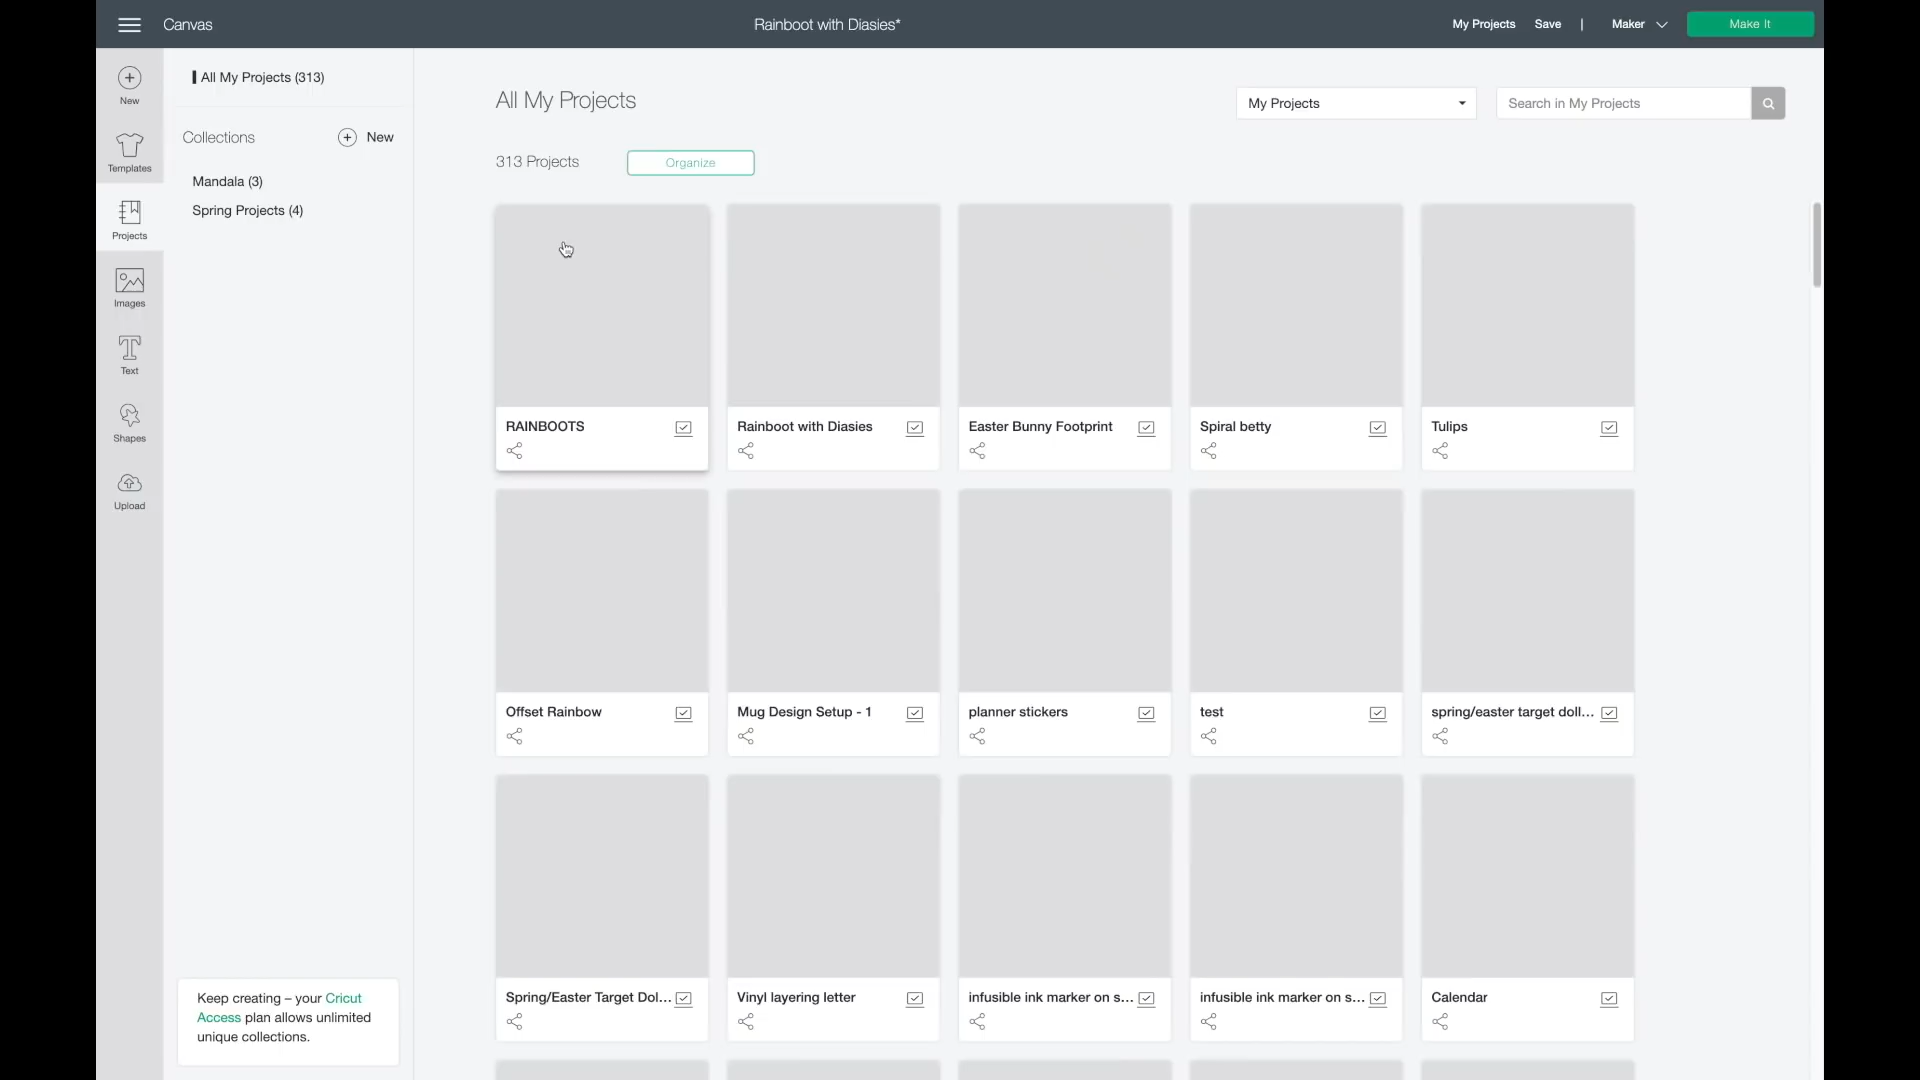 Canvas
Rainboot with Diasies*
My Projects
Save
|
Maker
Make It
New
Templates
Projects
Images
Text
Shapes
Upload
All My Projects (313)
Collections
New
Mandala (3)
Spring Projects (4)
Keep creating – your Cricut
Access plan allows unlimited
unique collections.
All My Projects
My Projects
Search in My Projects
313 Projects
Organize
RAINBOOTS
Rainboot with Diasies
Easter Bunny Footprint
Spiral betty
Tulips
Offset Rainbow
Mug Design Setup - 1
planner stickers
test
spring/easter target doll...
Spring/Easter Target Dol...
Vinyl layering letter
infusible ink marker on s...
infusible ink marker on s...
Calendar